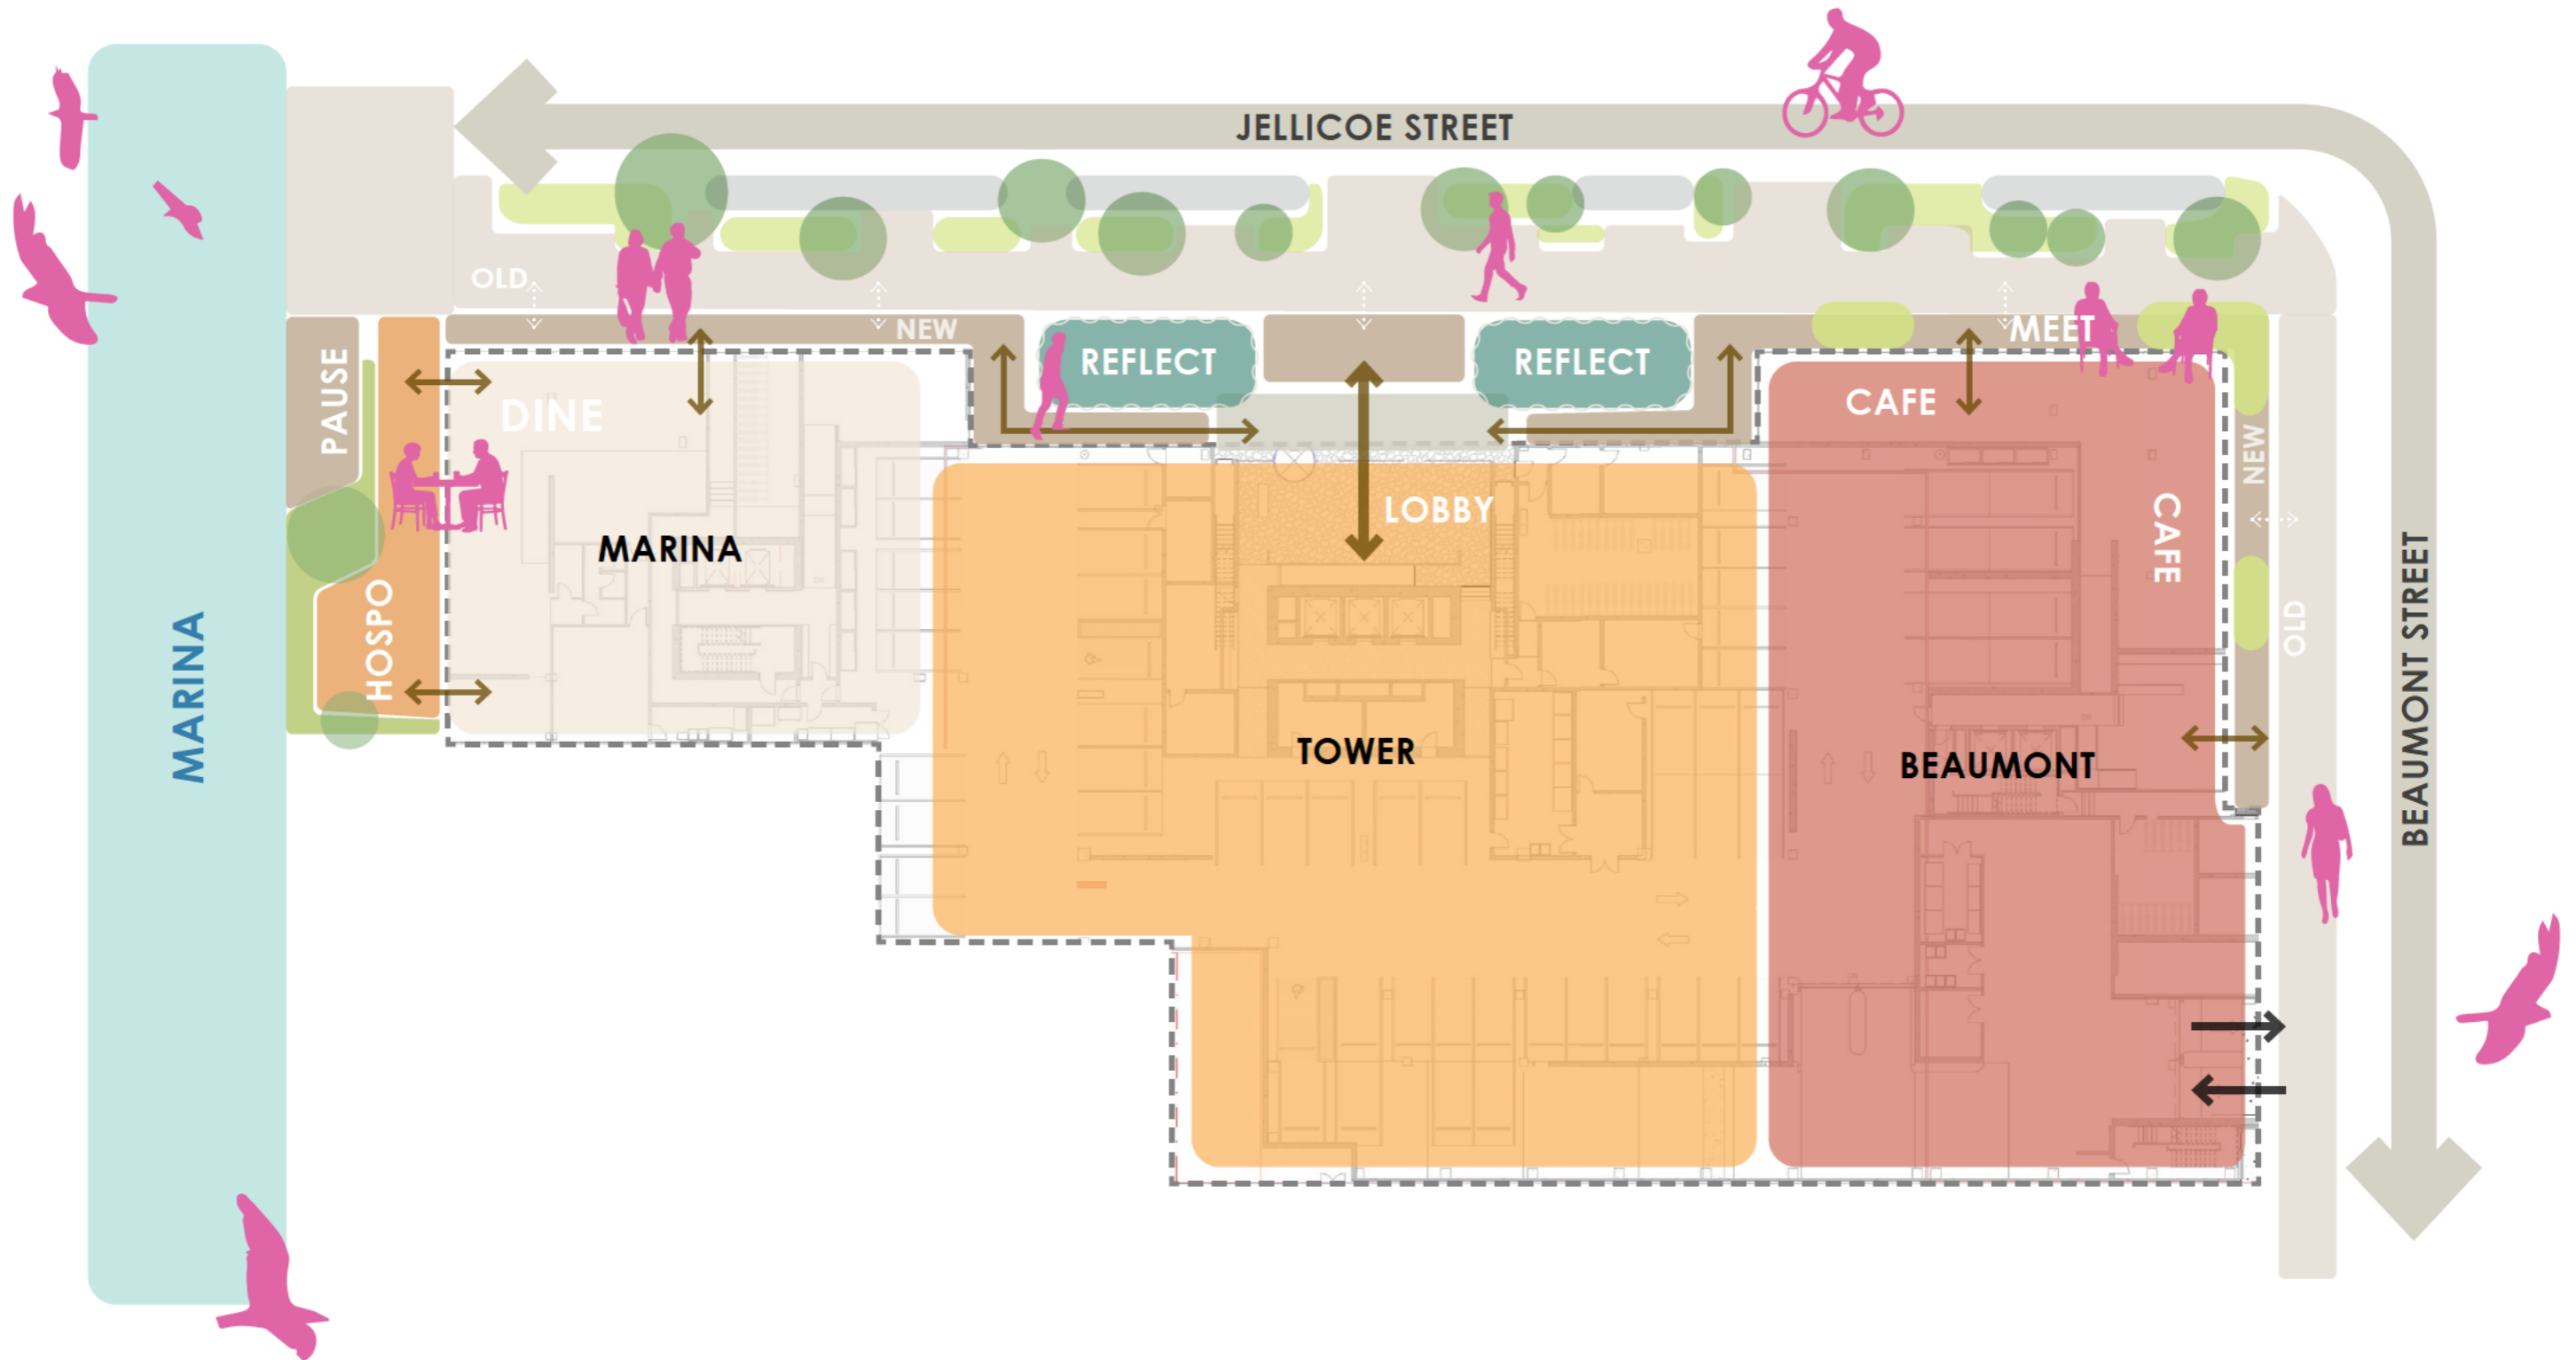 JELLICOE STREET
OLD
NEW
MEET
PAUSE
REFLECT
REFLECT
DINE
CAFE
NEW
LOBBY
CAFE
MARINA
HOSPO
OLD
MARINA
TOWER
BEAUMONT
BEAUMONT STREET